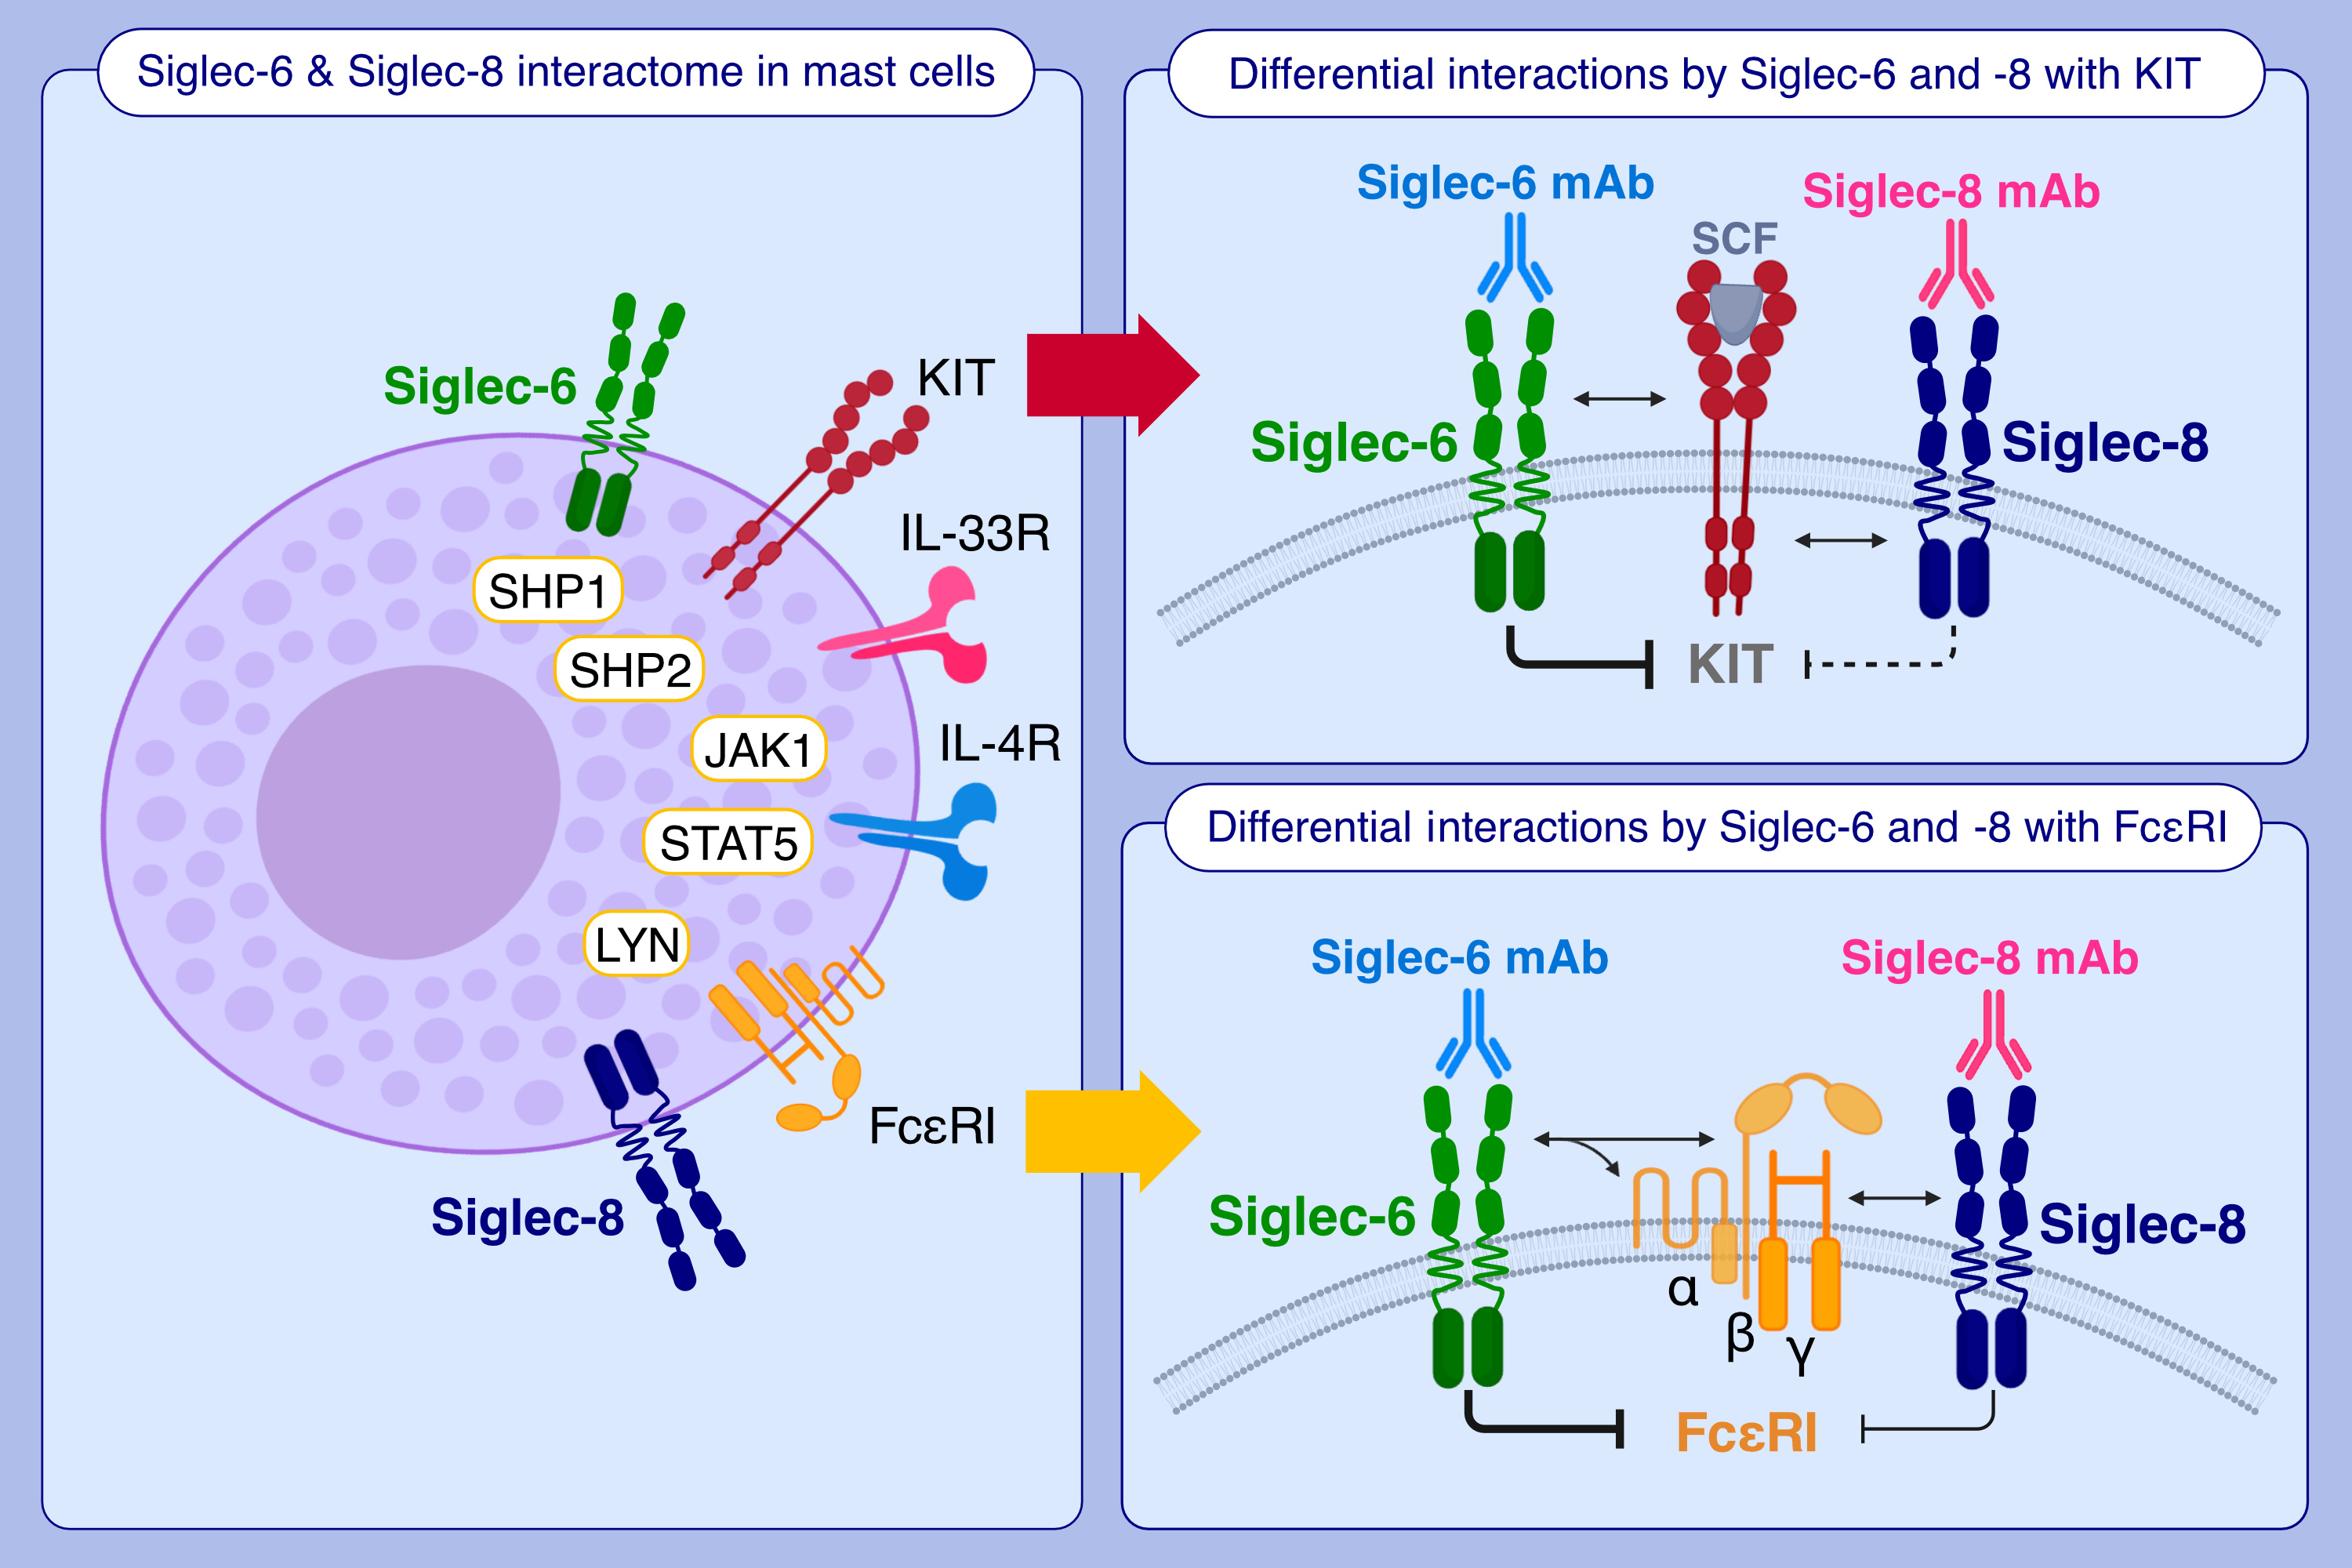 Siglec-6 & Siglec-8 interactome in mast cells
Siglec-6
KIT
IL-33R
SHP1
SHP2
JAK1
IL-4R
STAT5
LYN
FcεRI
Siglec-8
Differential interactions by Siglec-6 and -8 with KIT
Siglec-6 mAb
Siglec-8 mAb
SCF
Siglec-6
Siglec-8
KIT
Differential interactions by Siglec-6 and -8 with FcεRI
Siglec-6 mAb
Siglec-8 mAb
Siglec-6
Siglec-8
α
β
γ
FcεRI